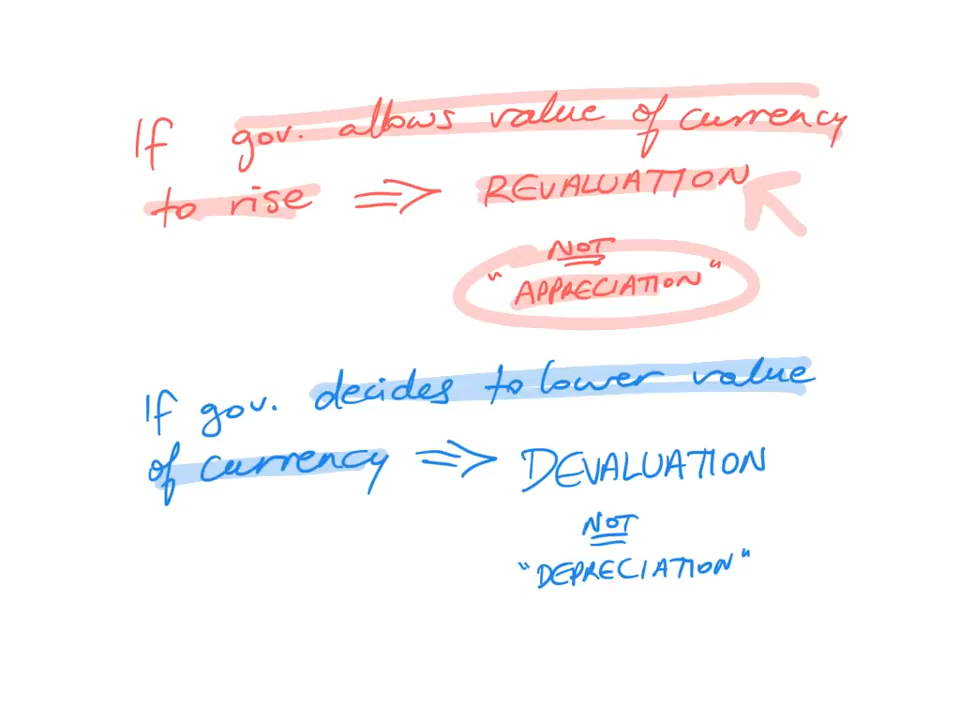 If gov. allows value of currency
to rise ⇒ REVALUATION
NOT
"APPRECIATION"
If gov. decides to lower value
of currency ⇒ DEVALUATION
NOT
"DEPRECIATION"